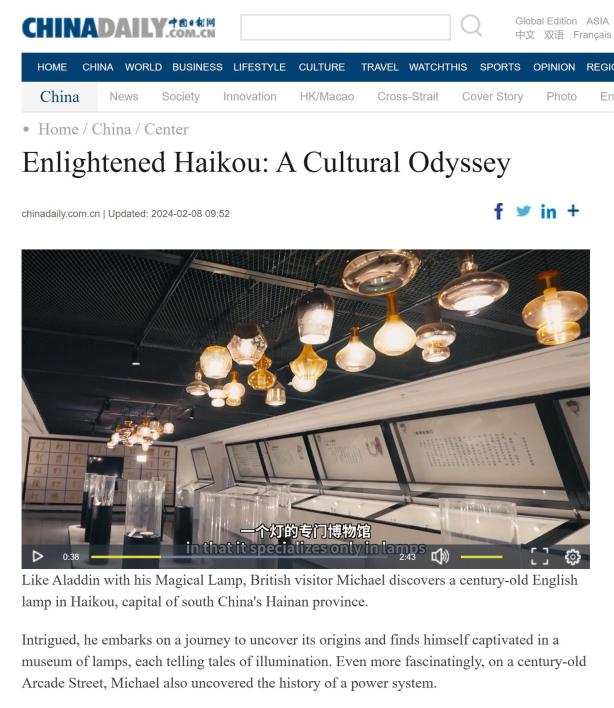 CHINADAILY 中国日报网
.COM.CN
Global Edition ASIA
中文 双语 Français
HOME CHINA WORLD BUSINESS LIFESTYLE CULTURE TRAVEL WATCHTHIS SPORTS OPINION REGIO
China News Society Innovation HK/Macao Cross-Strait Cover Story Photo En
• Home / China / Center
Enlightened Haikou: A Cultural Odyssey
chinadaily.com.cn | Updated: 2024-02-08 09:52
一个灯的专门博物馆
in that it specializes only in lamps
0:38 2:43
Like Aladdin with his Magical Lamp, British visitor Michael discovers a century-old English
lamp in Haikou, capital of south China's Hainan province.
Intrigued, he embarks on a journey to uncover its origins and finds himself captivated in a
museum of lamps, each telling tales of illumination. Even more fascinatingly, on a century-old
Arcade Street, Michael also uncovered the history of a power system.